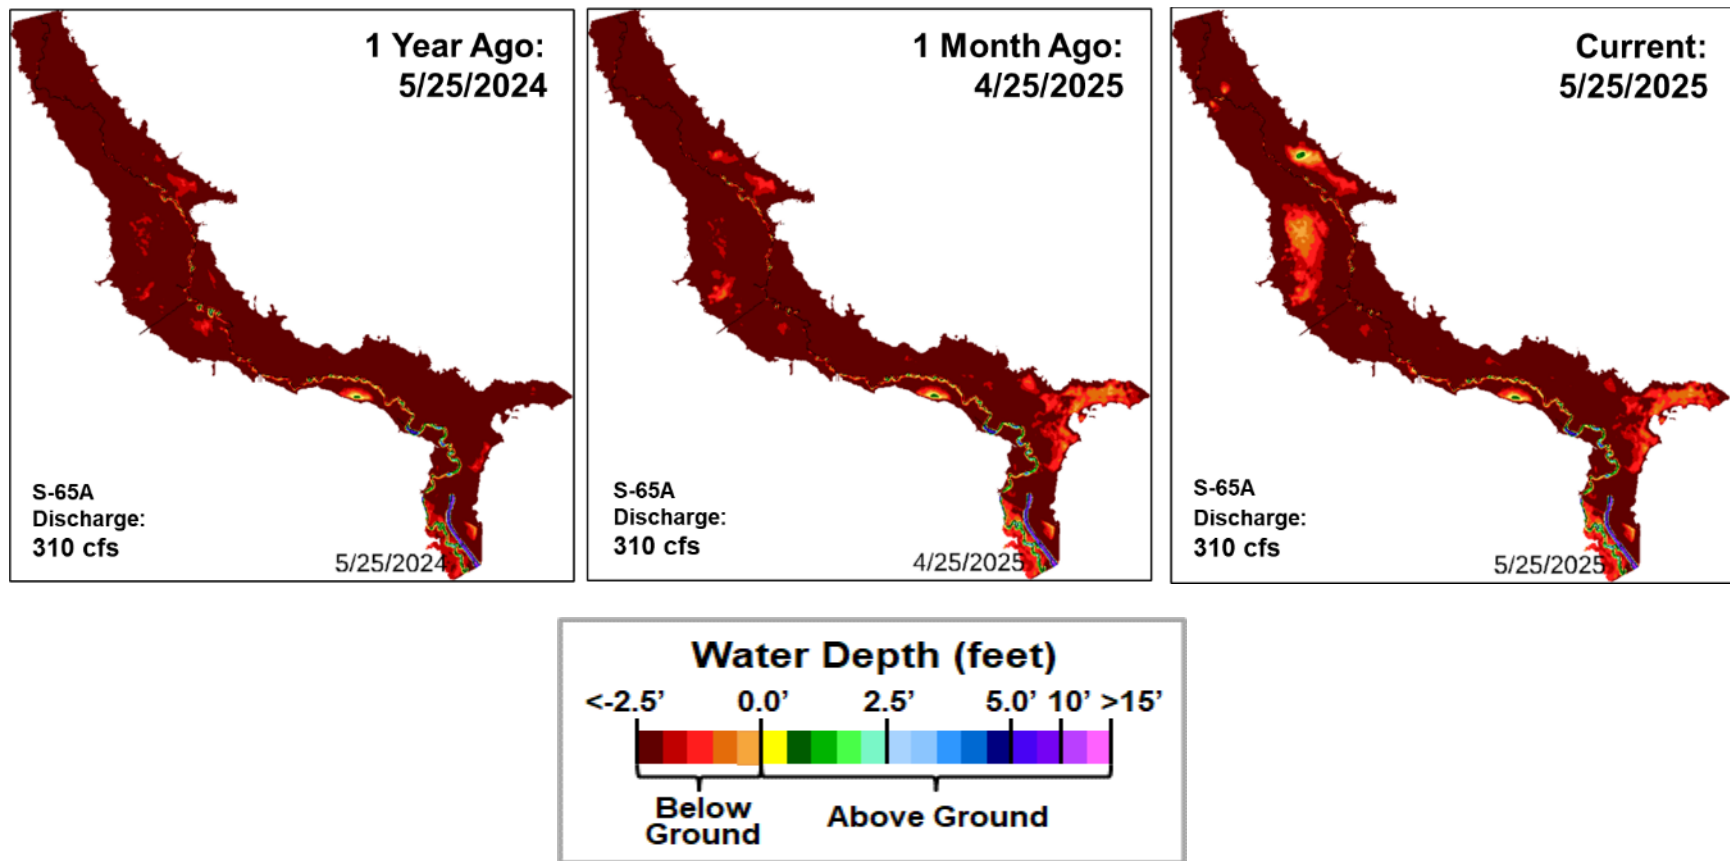 1 Year Ago:
5/25/2024
S-65A
Discharge:
310 cfs
5/25/2024
1 Month Ago:
4/25/2025
S-65A
Discharge:
310 cfs
4/25/2025
Current:
5/25/2025
S-65A
Discharge:
310 cfs
5/25/2025
Water Depth (feet)
<-2.5’ 0.0’ 2.5’ 5.0’ 10’ >15’
Below
Ground
Above Ground